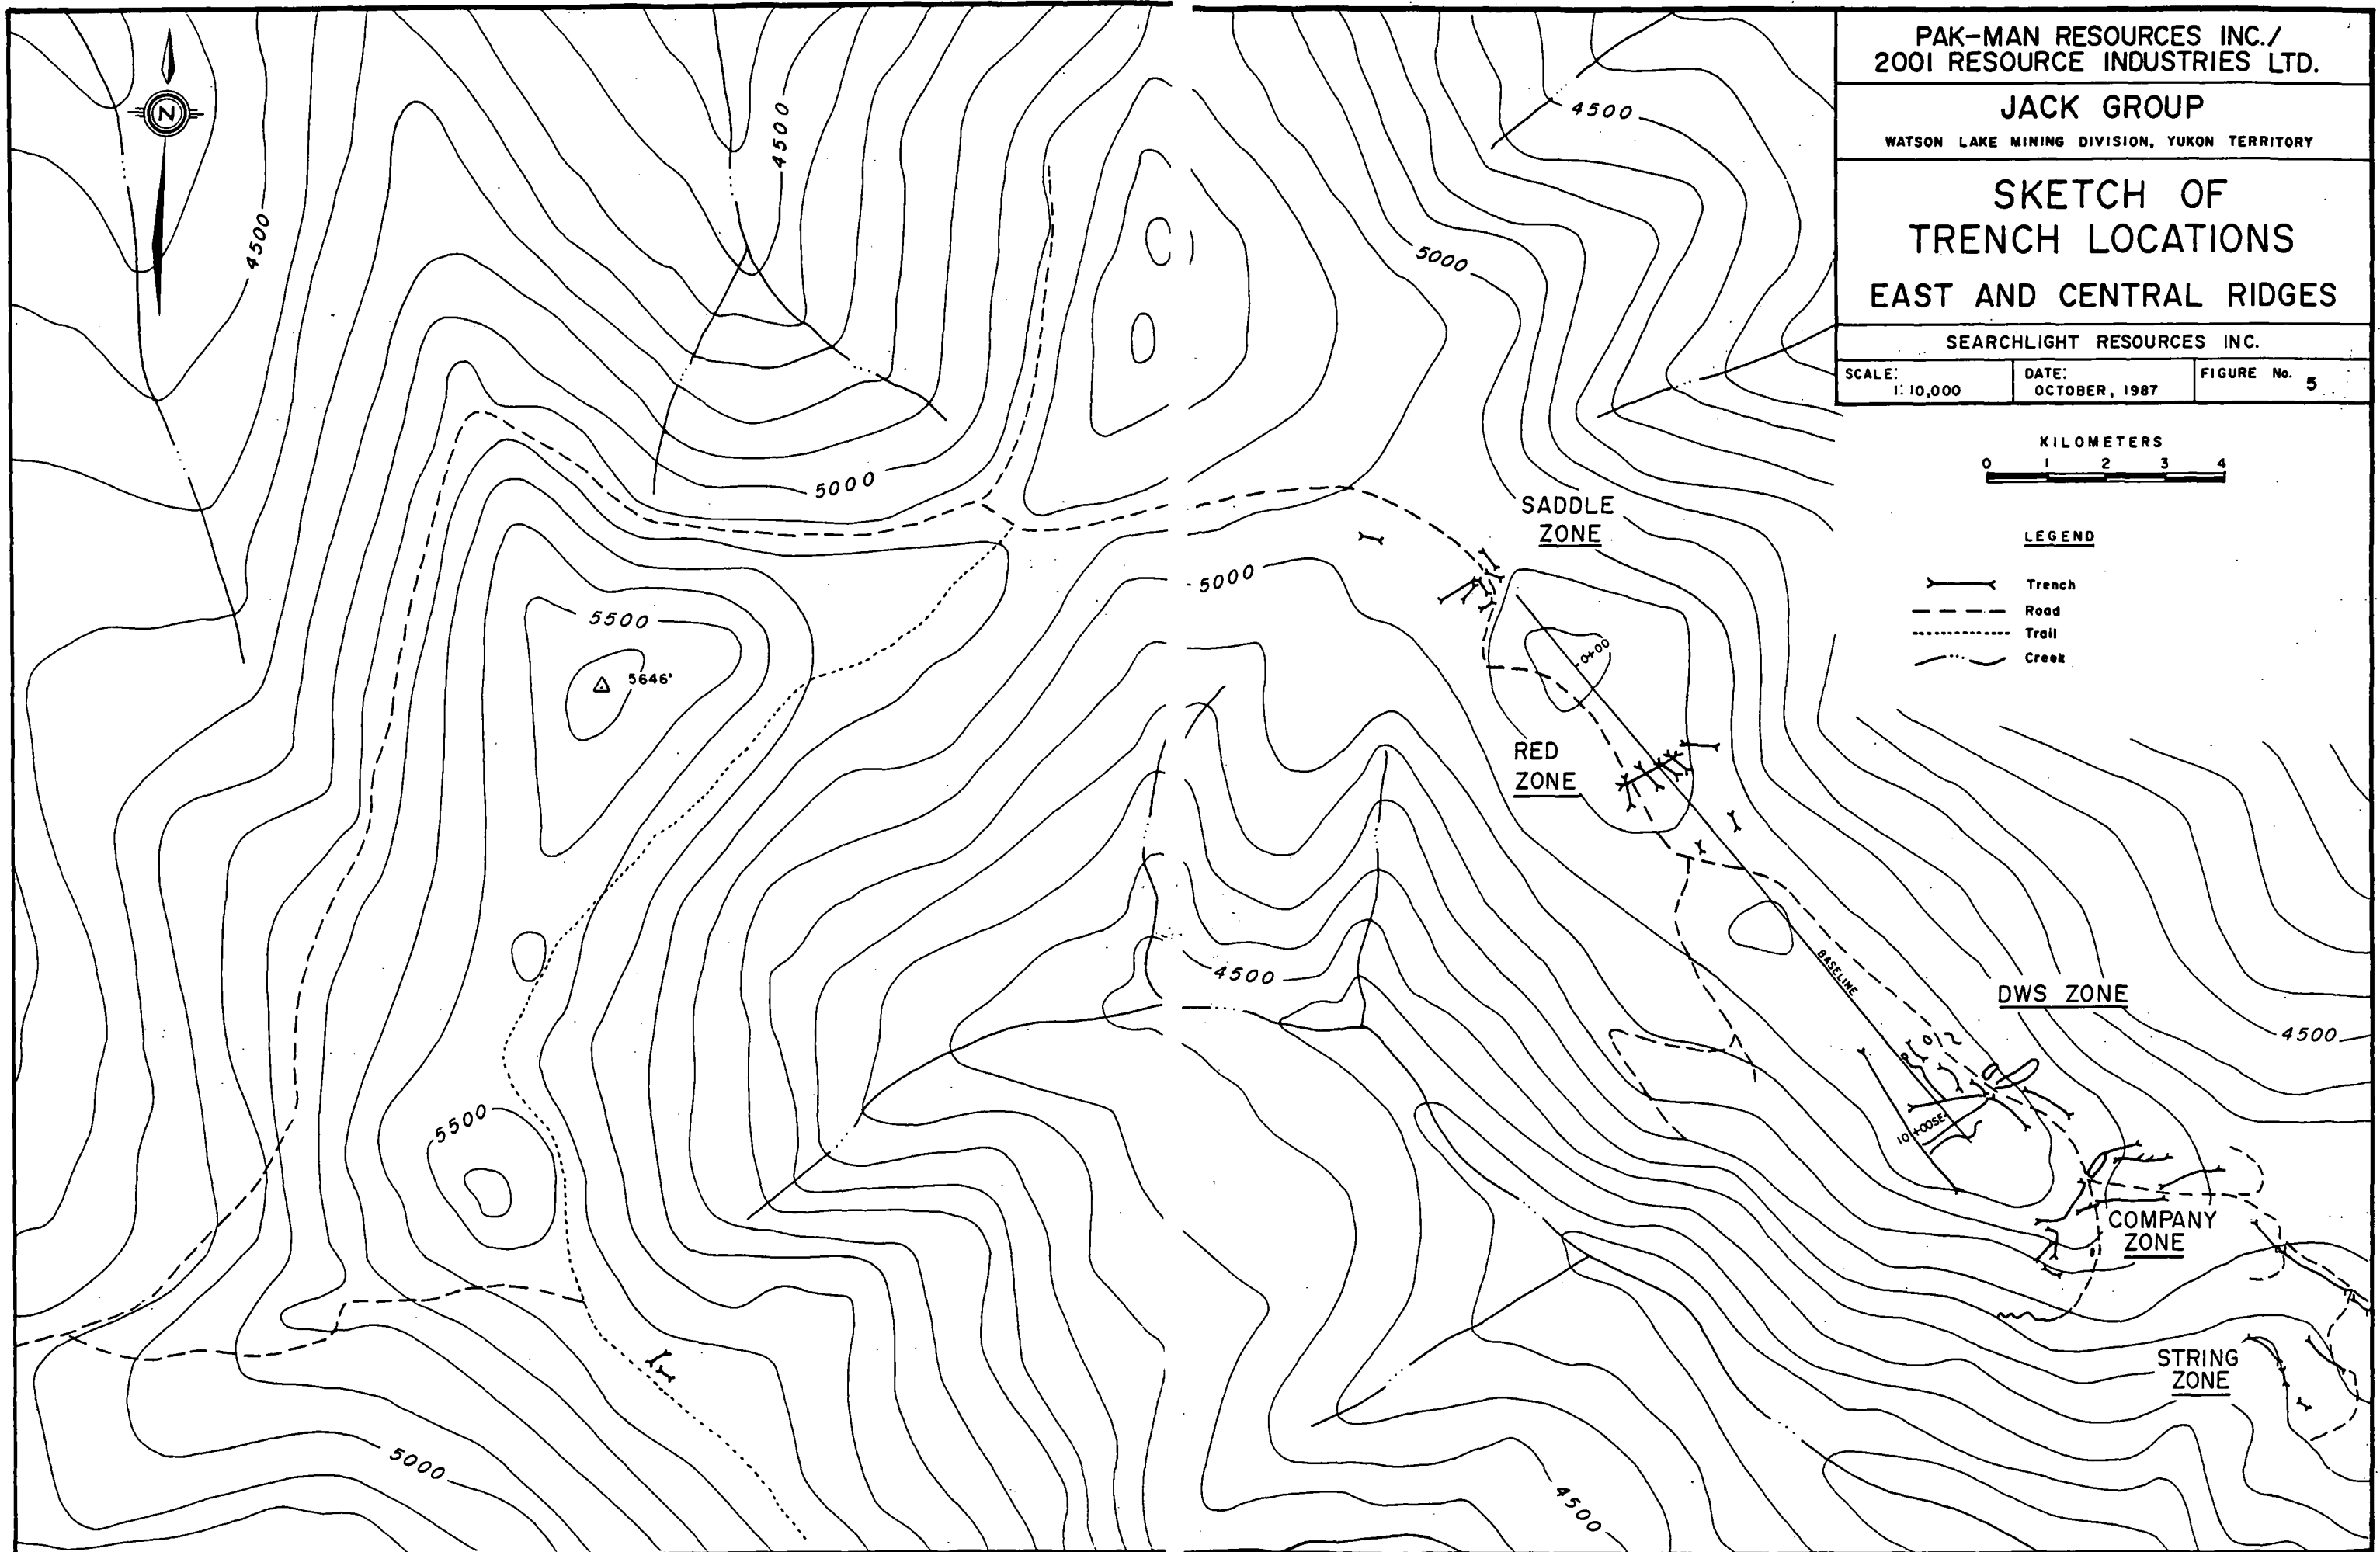 PAK-MAN RESOURCES INC./
2001 RESOURCE INDUSTRIES LTD.
JACK GROUP
WATSON LAKE MINING DIVISION, YUKON TERRITORY
SKETCH OF
TRENCH LOCATIONS
EAST AND CENTRAL RIDGES
SEARCHLIGHT RESOURCES INC.
SCALE:
1:10,000
DATE:
OCTOBER, 1987
FIGURE No. 5
KILOMETERS
0 1 2 3 4
LEGEND
Trench
Road
Trail
Creek
N
4500
4500
4500
5000
5000
SADDLE
ZONE
5000
5500
5646'
0+00
RED
ZONE
4500
BASELINE
DWS ZONE
4500
10+00SE
5500
COMPANY
ZONE
STRING
ZONE
5000
4500